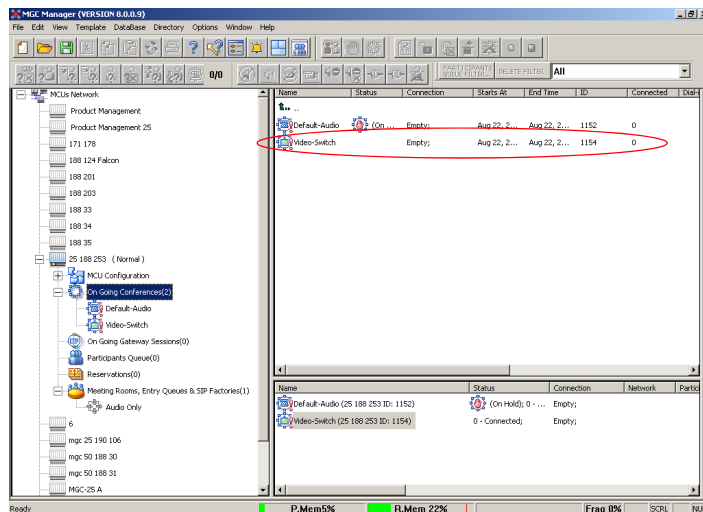 MGC Manager (VERSION 8.0.0.9)
File Edit View Template DataBase Directory Options Window Help
0/0
PARTICIPANTS QUEUE FILTER...
DELETE FILTER
All
MCUs Network
Product Management
Product Management 25
171 178
188 124 Falcon
188 201
188 203
188 33
188 34
188 35
25 188 253 ( Normal )
MCU Configuration
On Going Conferences(2)
Default-Audio
Video-Switch
On Going Gateway Sessions(0)
Participants Queue(0)
Reservations(0)
Meeting Rooms, Entry Queues & SIP Factories(1)
Audio Only
6
mgc 25 190 106
mgc 50 188 30
mgc 50 188 31
MGC-25 A
Name Status Connection Starts At End Time ID Connected Dial-I
..
Default-Audio (On ... Empty; Aug 22, 2... Aug 22, 2... 1152 0
Video-Switch Empty; Aug 22, 2... Aug 22, 2... 1154 0
Name Status Connection Network Partici
Default-Audio (25 188 253 ID: 1152) (On Hold); 0 - ... Empty;
Video-Switch (25 188 253 ID: 1154) 0 - Connected; Empty;
Ready P.Mem5% R.Mem 22% Frag 0% SCRL NU